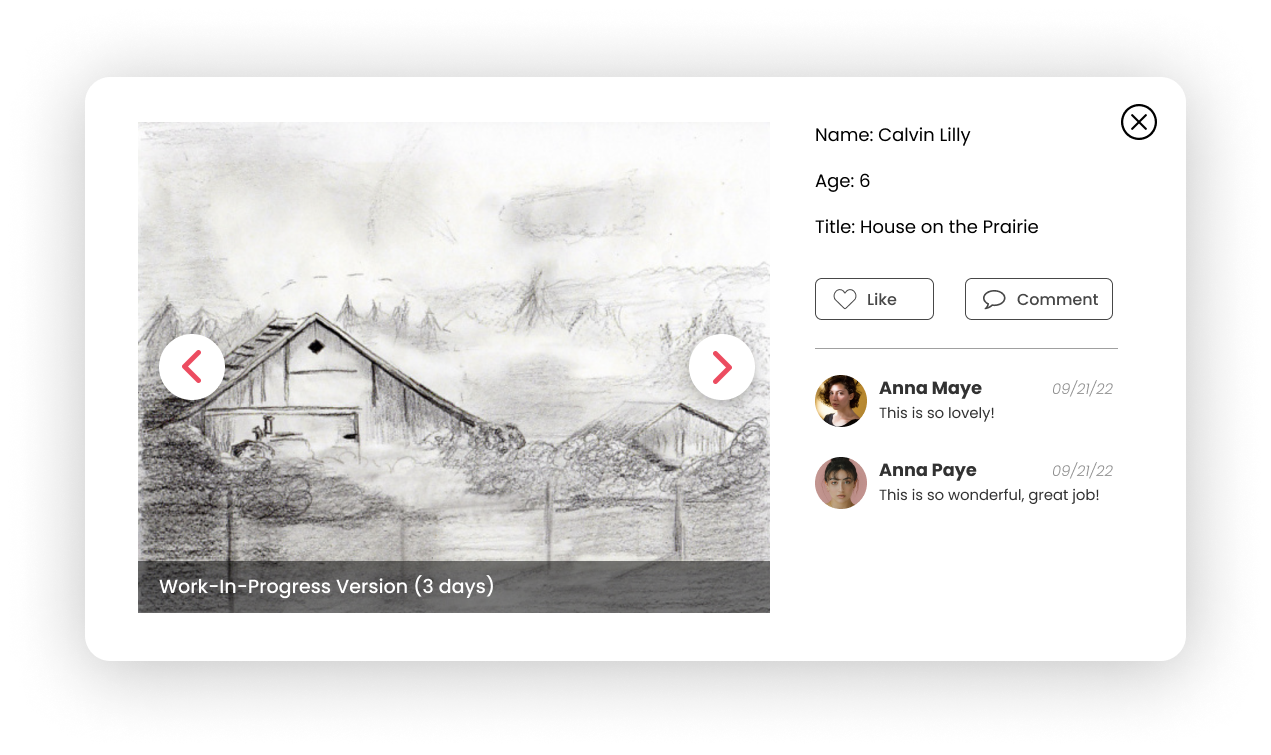 Name: Calvin Lilly
Age: 6
Title: House on the Prairie
Like
Comment
Anna Maye
09/21/22
This is so lovely!
Anna Paye
09/21/22
This is so wonderful, great job!
Work-In-Progress Version (3 days)